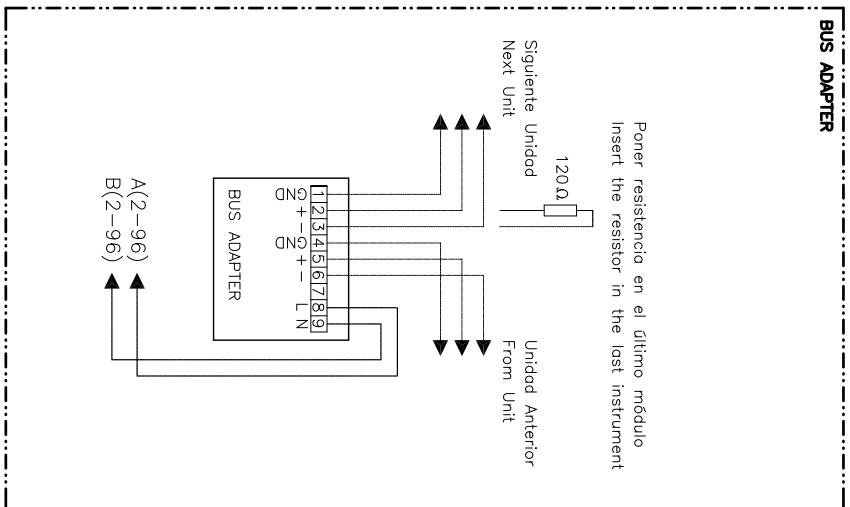 BUS ADAPTER
Poner resistencia en el último módulo
Insert the resistor in the last instrument
120Ω
Siguiente Unidad
Next Unit
Unidad Anterior
From Unit
1 2 3 4 5 6 7 8 9
GND + - GND + - L N
BUS ADAPTER
A(2-96)
B(2-96)